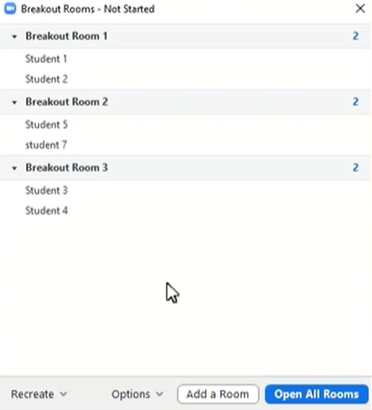 Breakout Rooms - Not Started
Breakout Room 1 2
Student 1
Student 2
Breakout Room 2 2
Student 5
student 7
Breakout Room 3 2
Student 3
Student 4
Recreate Options Add a Room Open All Rooms